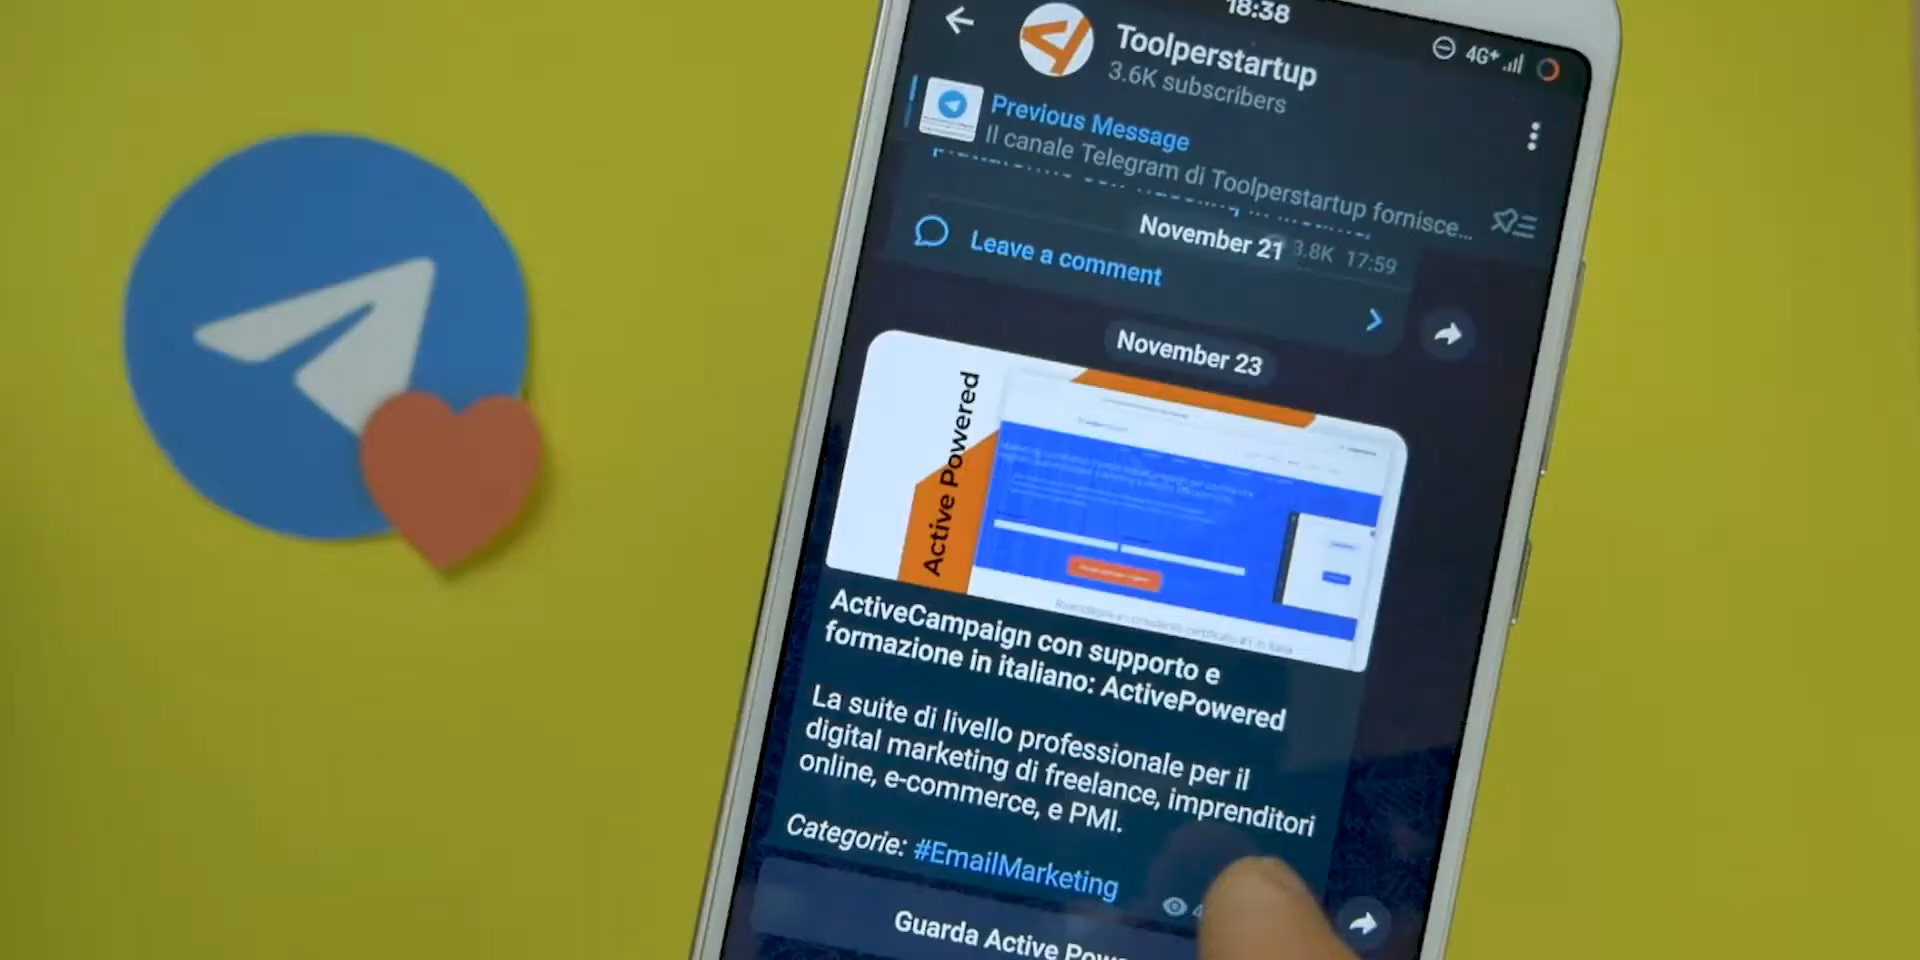 18:38
4G+
Toolperstartup
3.6K subscribers
Previous Message
Il canale Telegram di Toolperstartup fornisce...
November 21
3.8K 17:59
Leave a comment
November 23
Active Powered
ActiveCampaign con supporto e
formazione in italiano: ActivePowered
La suite di livello professionale per il
digital marketing di freelance, imprenditori
online, e-commerce, e PMI.
Categorie: #EmailMarketing
Guarda Active